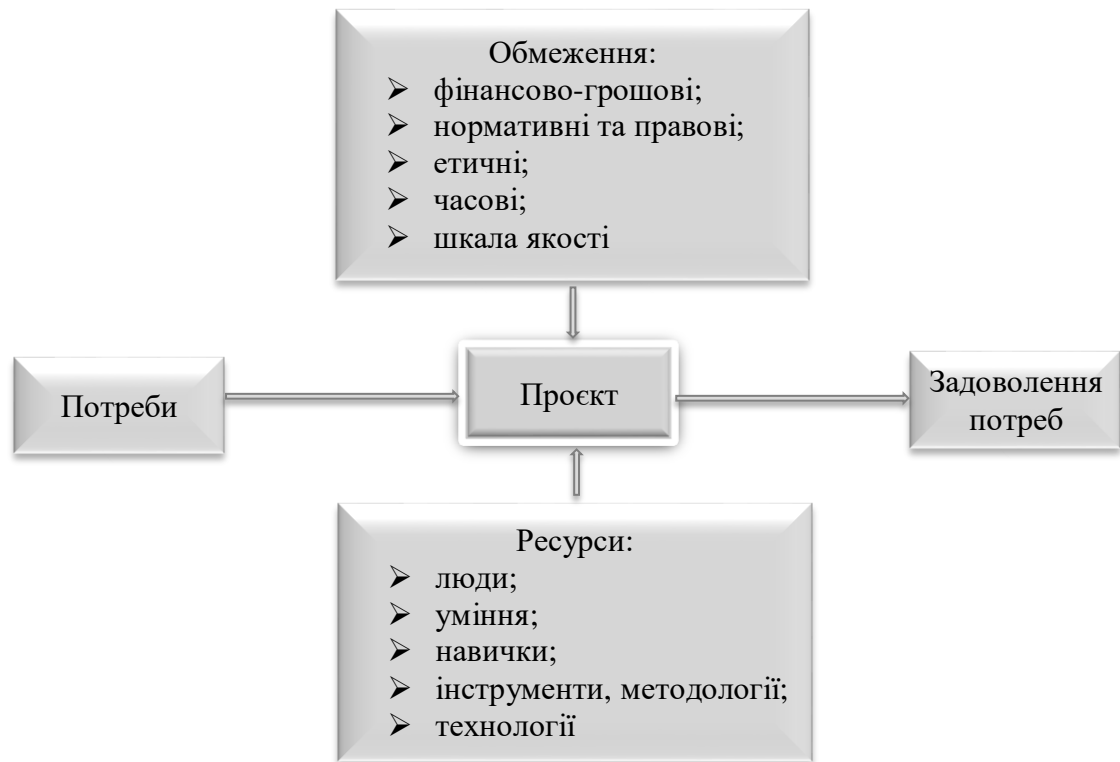 Обмеження:
➢ фінансово-грошові;
➢ нормативні та правові;
➢ етичні;
➢ часові;
➢ шкала якості
Потреби
Проєкт
Задоволення
потреб
Ресурси:
➢ люди;
➢ уміння;
➢ навички;
➢ інструменти, методології;
➢ технології